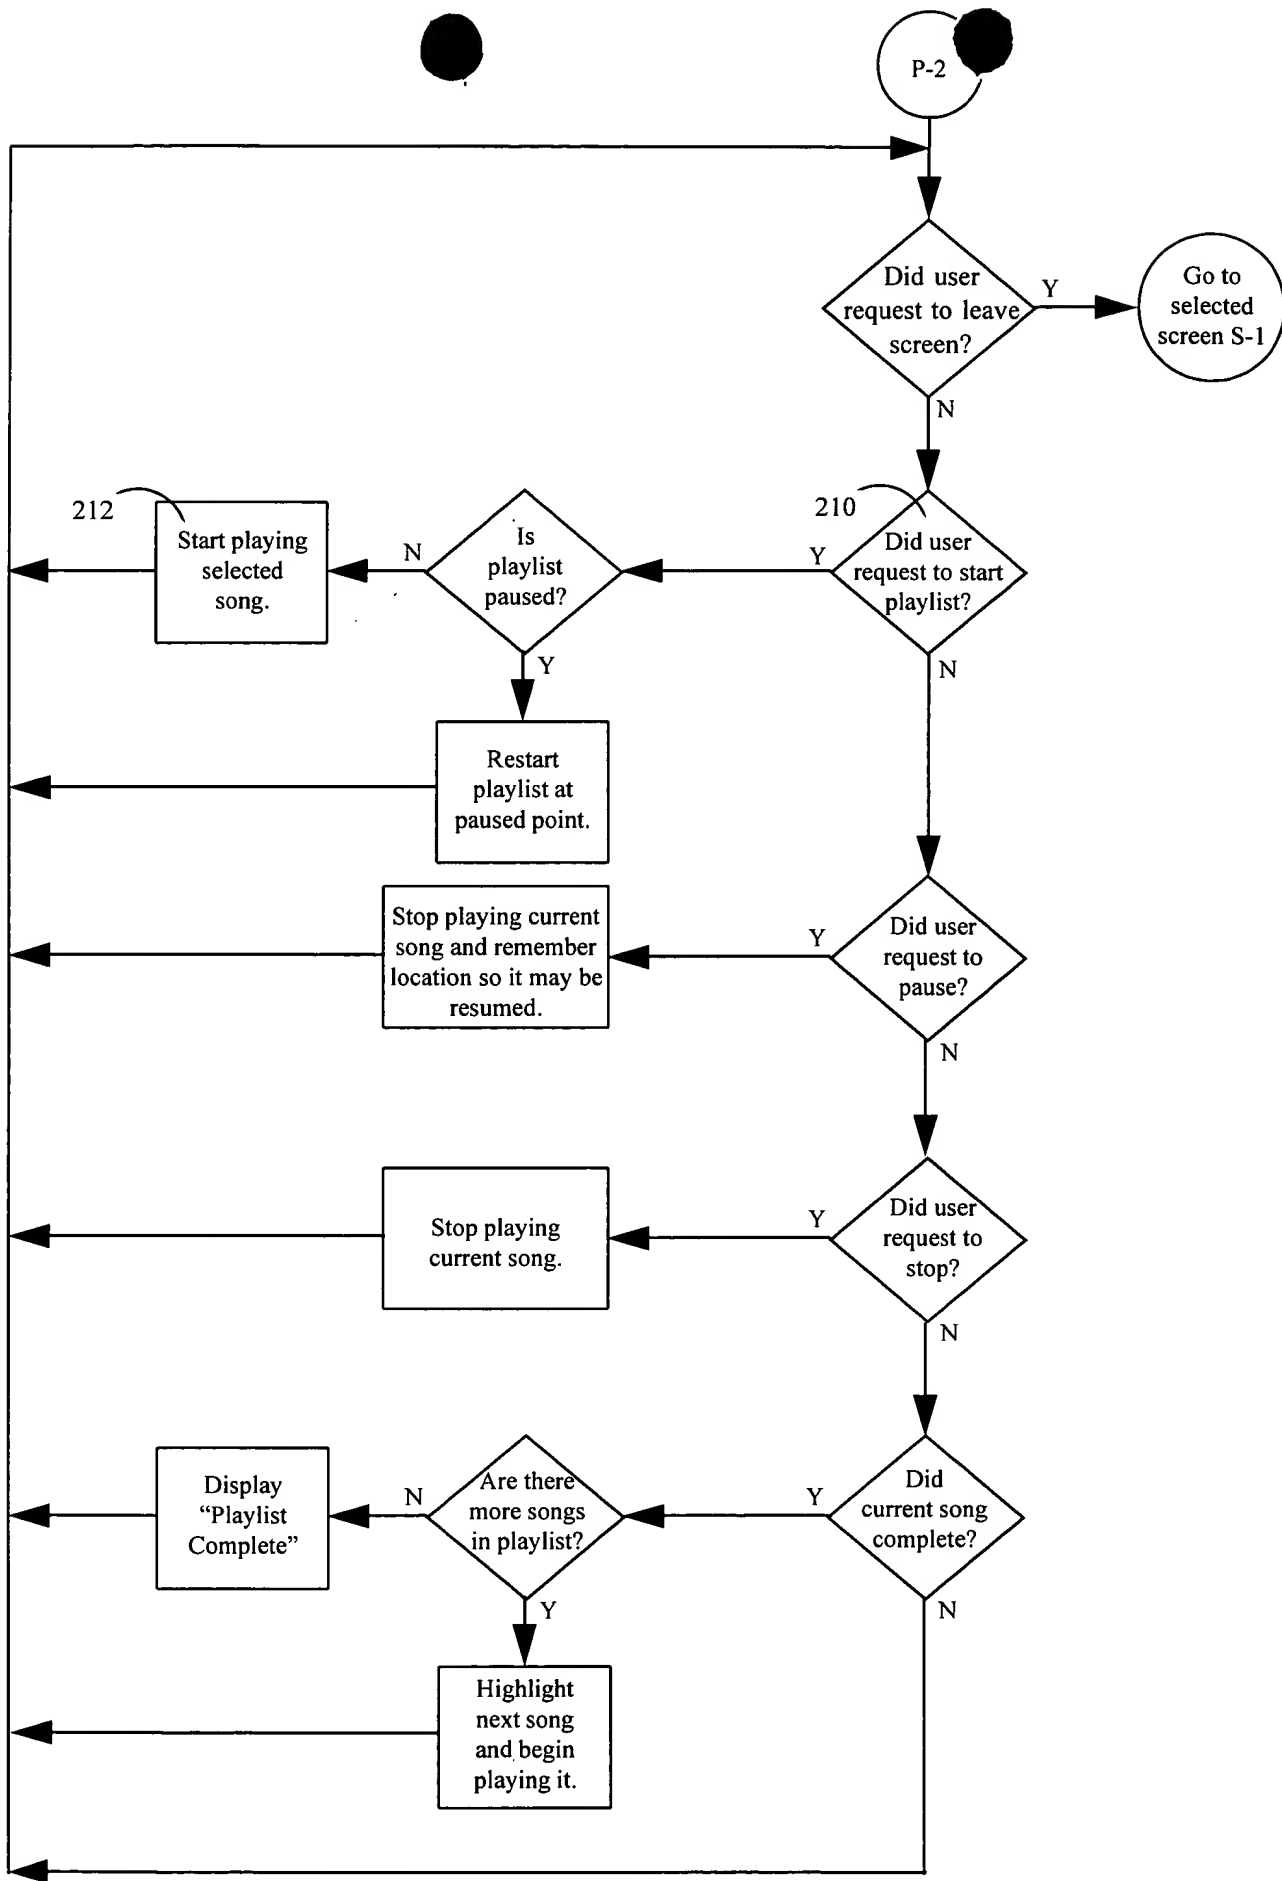 P-2
Did user
request to leave
screen?
Y
Go to
selected
screen S-1
N
212
Start playing
selected
song.
N
Is
playlist
paused?
Y
210
Did user
request to start
playlist?
Y
N
Restart
playlist at
paused point.
Stop playing current
song and remember
location so it may be
resumed.
Y
Did user
request to
pause?
N
Stop playing
current song.
Y
Did user
request to
stop?
N
Display
“Playlist
Complete”
N
Are there
more songs
in playlist?
Y
Y
Did
current song
complete?
N
Highlight
next song
and begin
playing it.